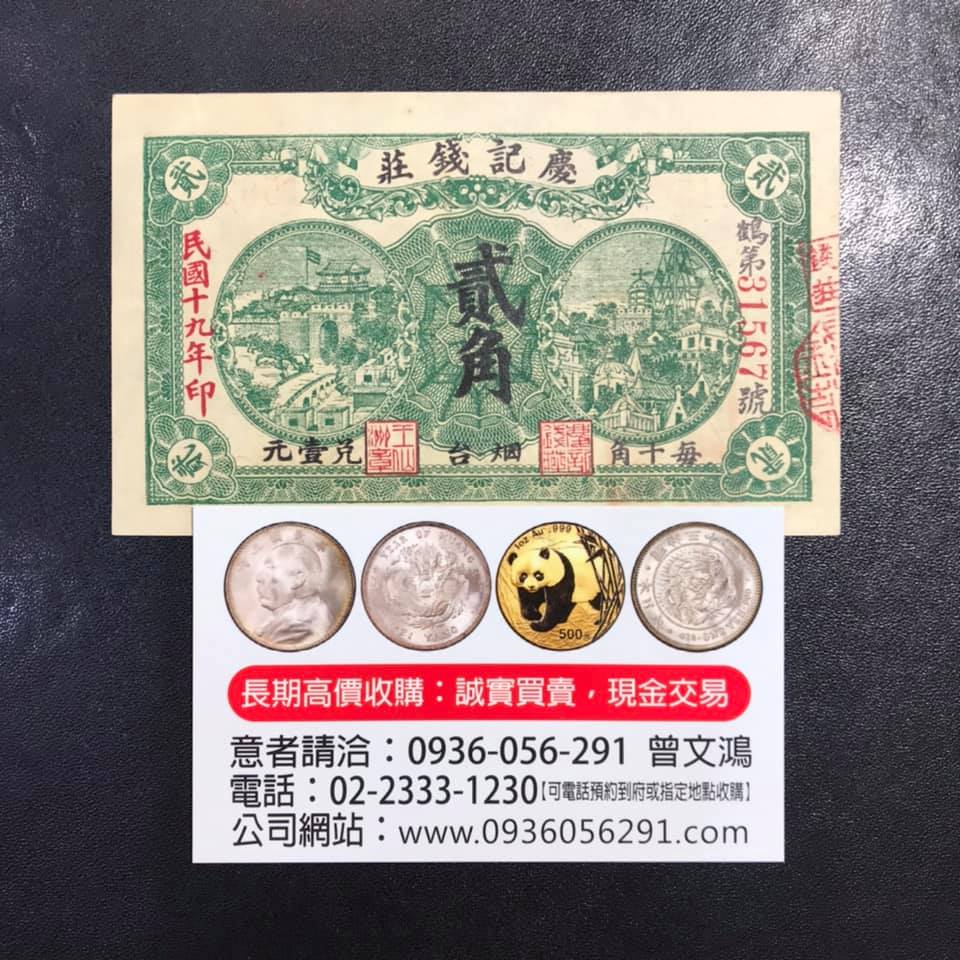 慶記錢莊
貳
貳
民國十九年印
貳角
鶴第31567號
每十角 烟台 兌壹元
貳
貳
1oz Au .999
500
長期高價收購：誠實買賣，現金交易
意者請洽：0936-056-291 曾文鴻
電話：02-2333-1230【可電話預約到府或指定地點收購】
公司網站：www.0936056291.com